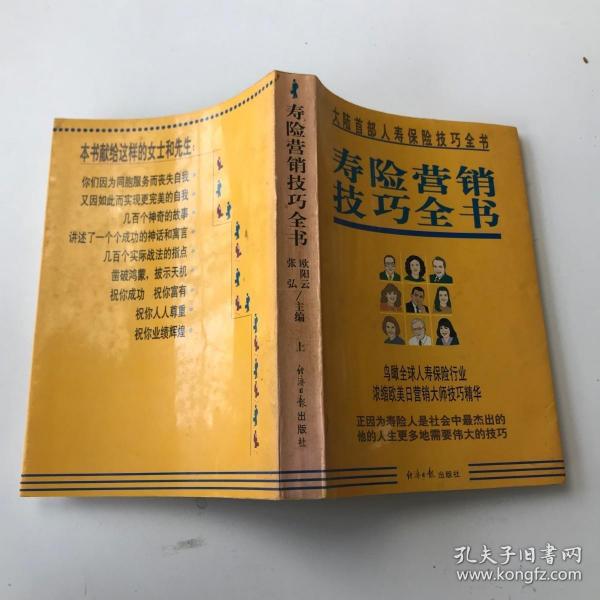 本书献给这样的女士和先生:
你们因为同胞服务而丧失自我
又因如此而实现更完美的自我
几百个神奇的故事
讲述了一个个成功的神话和寓言
几百个实际战法的指点
凿破鸿蒙,披示天机
祝你成功 祝你富有
祝你人人尊重
祝你业绩辉煌
寿险营销技巧全书
欧阳云
张弘
/主编
上
经济日报出版社
大陆首部人寿保险技巧全书
寿险营销
技巧全书
鸟瞰全球人寿保险行业
浓缩欧美日营销大师技巧精华
正因为寿险人是社会中最杰出的
他的人生更多地需要伟大的技巧
经济日报出版社
孔夫子旧书网
www.kongfz.com